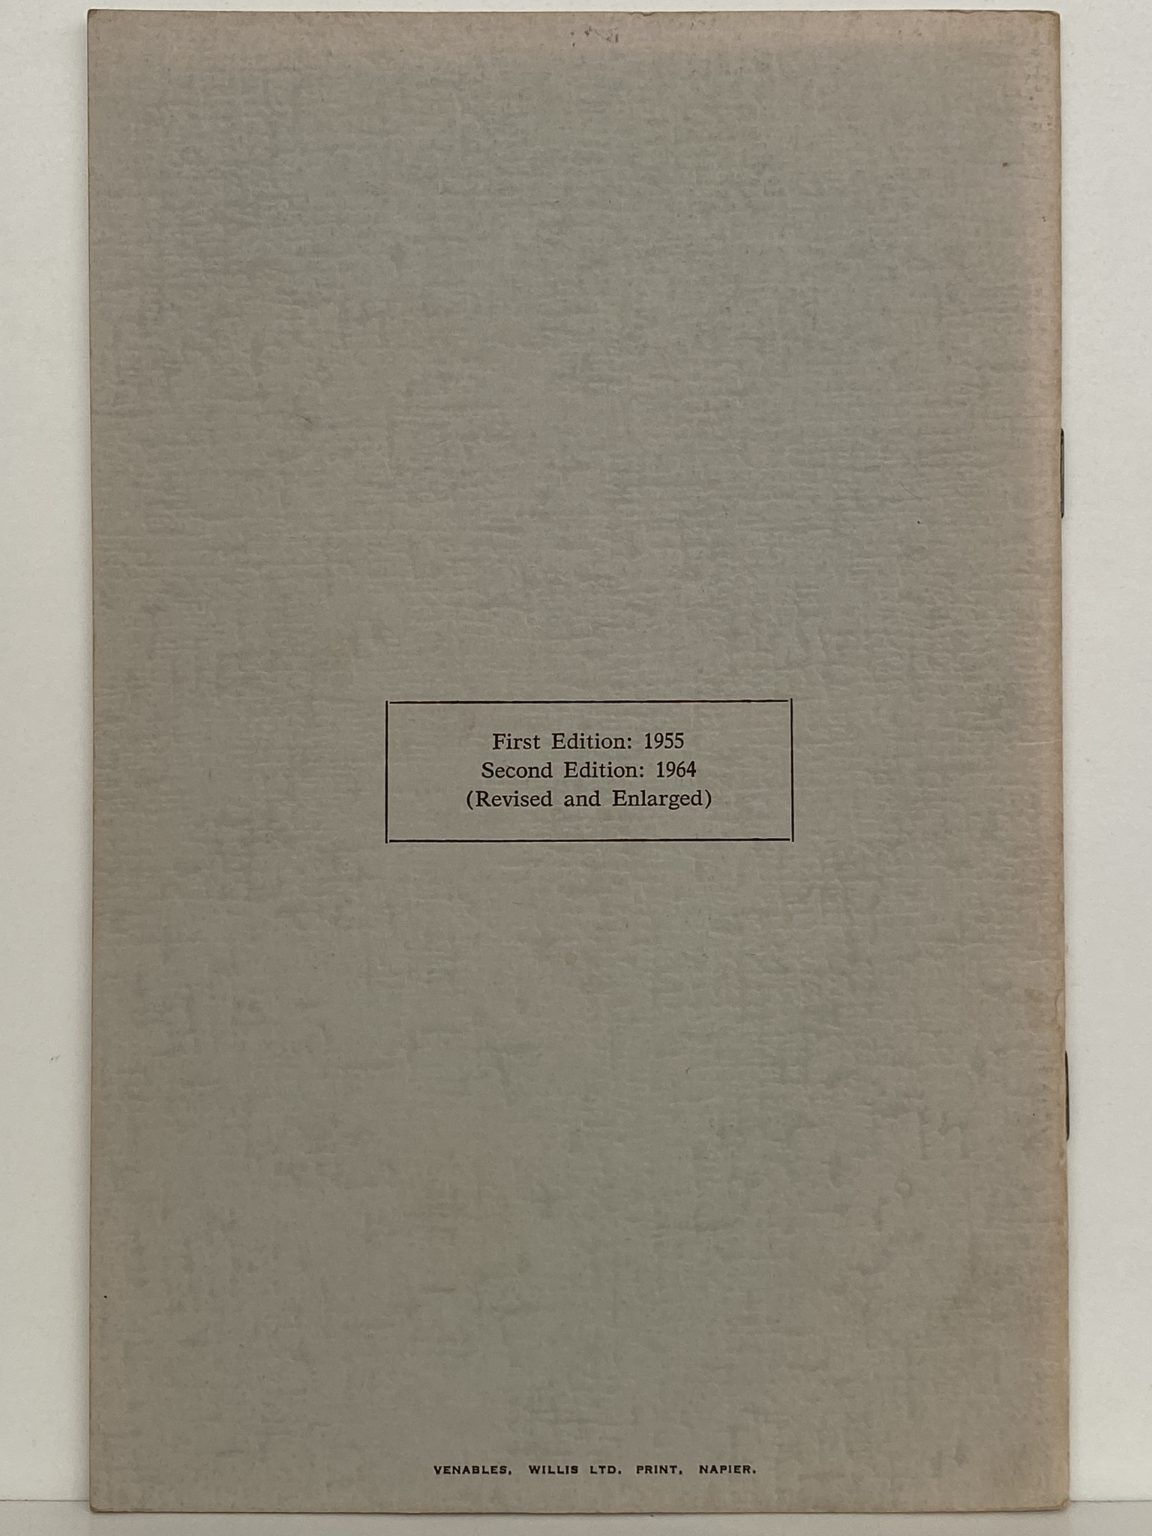 First Edition: 1955
Second Edition: 1964
(Revised and Enlarged)
VENABLES, WILLIS LTD. PRINT, NAPIER.